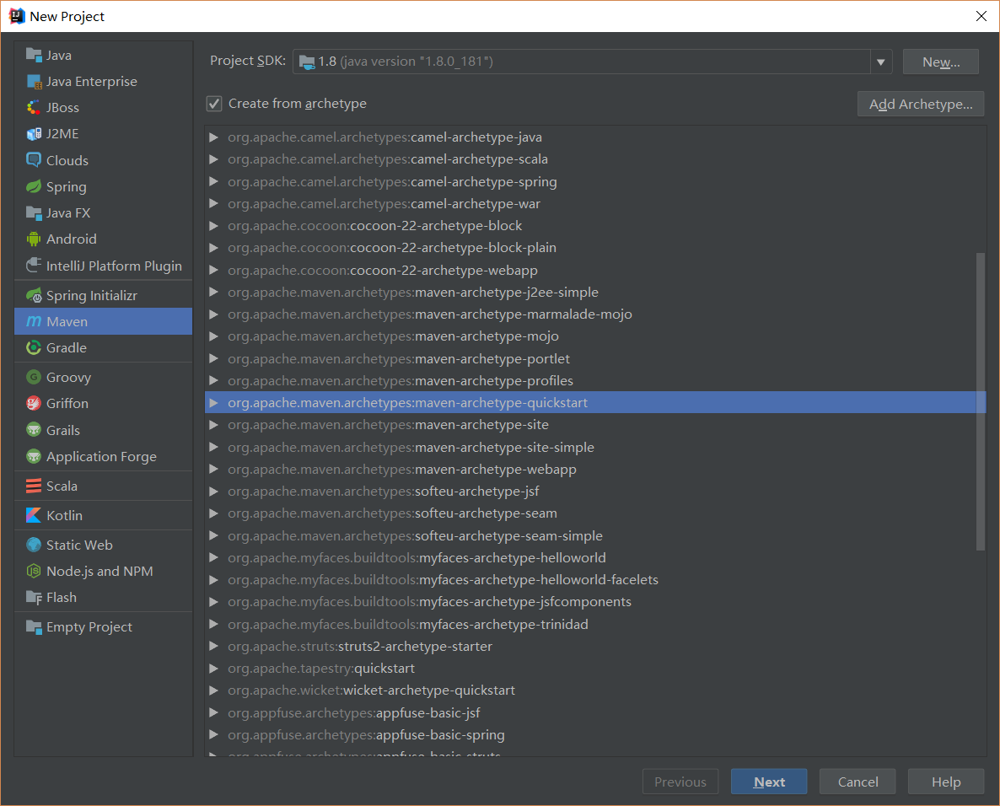 New Project
Java
Java Enterprise
JBoss
J2ME
Clouds
Spring
Java FX
Android
IntelliJ Platform Plugin
Spring Initializr
Maven
Gradle
Groovy
Griffon
Grails
Application Forge
Scala
Kotlin
Static Web
Node.js and NPM
Flash
Empty Project
Project SDK: 1.8 (java version "1.8.0_181") New...
Create from archetype Add Archetype...
org.apache.camel.archetypes:camel-archetype-java
org.apache.camel.archetypes:camel-archetype-scala
org.apache.camel.archetypes:camel-archetype-spring
org.apache.camel.archetypes:camel-archetype-war
org.apache.cocoon:cocoon-22-archetype-block
org.apache.cocoon:cocoon-22-archetype-block-plain
org.apache.cocoon:cocoon-22-archetype-webapp
org.apache.maven.archetypes:maven-archetype-j2ee-simple
org.apache.maven.archetypes:maven-archetype-marmalade-mojo
org.apache.maven.archetypes:maven-archetype-mojo
org.apache.maven.archetypes:maven-archetype-portlet
org.apache.maven.archetypes:maven-archetype-profiles
org.apache.maven.archetypes:maven-archetype-quickstart
org.apache.maven.archetypes:maven-archetype-site
org.apache.maven.archetypes:maven-archetype-site-simple
org.apache.maven.archetypes:maven-archetype-webapp
org.apache.maven.archetypes:softeu-archetype-jsf
org.apache.maven.archetypes:softeu-archetype-seam
org.apache.maven.archetypes:softeu-archetype-seam-simple
org.apache.myfaces.buildtools:myfaces-archetype-helloworld
org.apache.myfaces.buildtools:myfaces-archetype-helloworld-facelets
org.apache.myfaces.buildtools:myfaces-archetype-jsfcomponents
org.apache.myfaces.buildtools:myfaces-archetype-trinidad
org.apache.struts:struts2-archetype-starter
org.apache.tapestry:quickstart
org.apache.wicket:wicket-archetype-quickstart
org.appfuse.archetypes:appfuse-basic-jsf
org.appfuse.archetypes:appfuse-basic-spring
org.appfuse.archetypes:appfuse-basic-struts
Previous Next Cancel Help